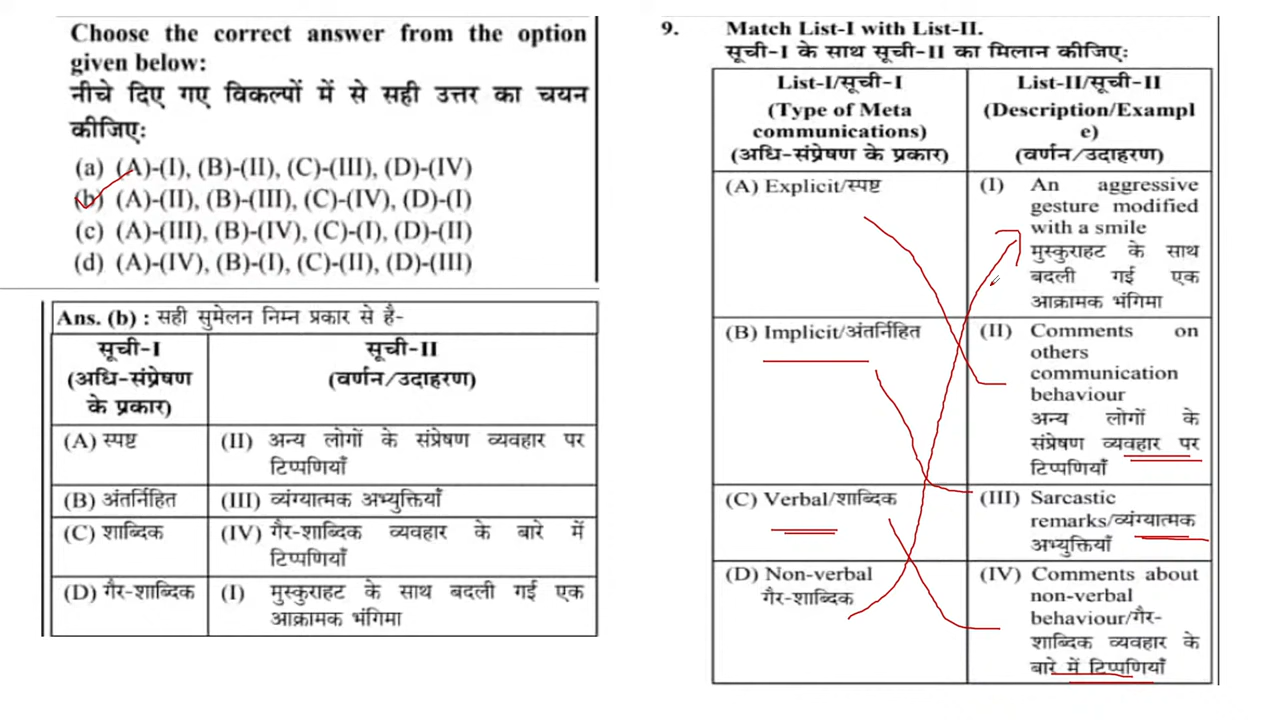 Choose the correct answer from the option
given below:
नीचे दिए गए विकल्पों में से सही उत्तर का चयन
कीजिए:
(a) (A)-(I), (B)-(II), (C)-(III), (D)-(IV)
(b) (A)-(II), (B)-(III), (C)-(IV), (D)-(I)
(c) (A)-(III), (B)-(IV), (C)-(I), (D)-(II)
(d) (A)-(IV), (B)-(I), (C)-(II), (D)-(III)
Ans. (b) : सही सुमेलन निम्न प्रकार से है-
सूची-I
(अधि-संप्रेषण
के प्रकार)
सूची-II
(वर्णन/उदाहरण)
(A) स्पष्ट
(II) अन्य लोगों के संप्रेषण व्यवहार पर
टिप्पणियाँ
(B) अंतर्निहित
(III) व्यंग्यात्मक अभ्युक्तियाँ
(C) शाब्दिक
(IV) गैर-शाब्दिक व्यवहार के बारे में
टिप्पणियाँ
(D) गैर-शाब्दिक
(I) मुस्कुराहट के साथ बदली गई एक
आक्रामक भंगिमा
9. Match List-I with List-II.
सूची-I के साथ सूची-II का मिलान कीजिए:
List-I/सूची-I
(Type of Meta
communications)
(अधि-संप्रेषण के प्रकार)
List-II/सूची-II
(Description/Exampl
e)
(वर्णन/उदाहरण)
(A) Explicit/स्पष्ट
(I) An aggressive
gesture modified
with a smile
मुस्कुराहट के साथ
बदली गई एक
आक्रामक भंगिमा
(B) Implicit/अंतर्निहित
(II) Comments on
others
communication
behaviour
अन्य लोगों के
संप्रेषण व्यवहार पर
टिप्पणियाँ
(C) Verbal/शाब्दिक
(III) Sarcastic
remarks/व्यंग्यात्मक
अभ्युक्तियाँ
(D) Non-verbal
गैर-शाब्दिक
(IV) Comments about
non-verbal
behaviour/गैर-
शाब्दिक व्यवहार के
बारे में टिप्पणियाँ